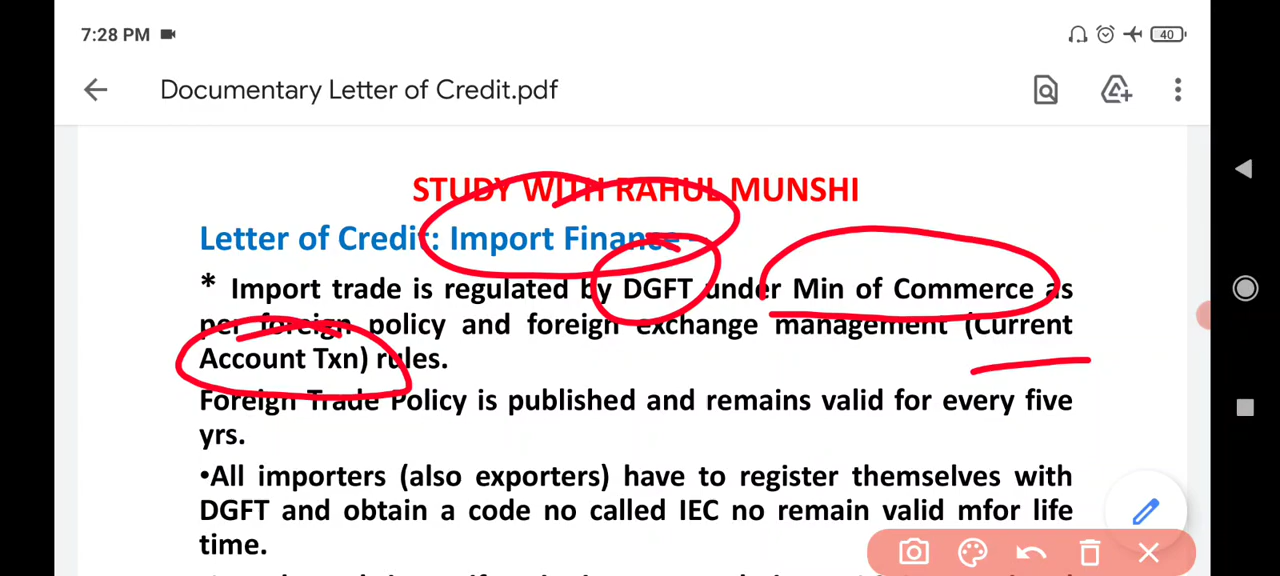 7:28 PM
40
Documentary Letter of Credit.pdf
STUDY WITH RAHUL MUNSHI
Letter of Credit: Import Finance –
* Import trade is regulated by DGFT under Min of Commerce as
per foreign policy and foreign exchange management (Current
Account Txn) rules.
Foreign Trade Policy is published and remains valid for every five
yrs.
•All importers (also exporters) have to register themselves with
DGFT and obtain a code no called IEC no remain valid mfor life
time.